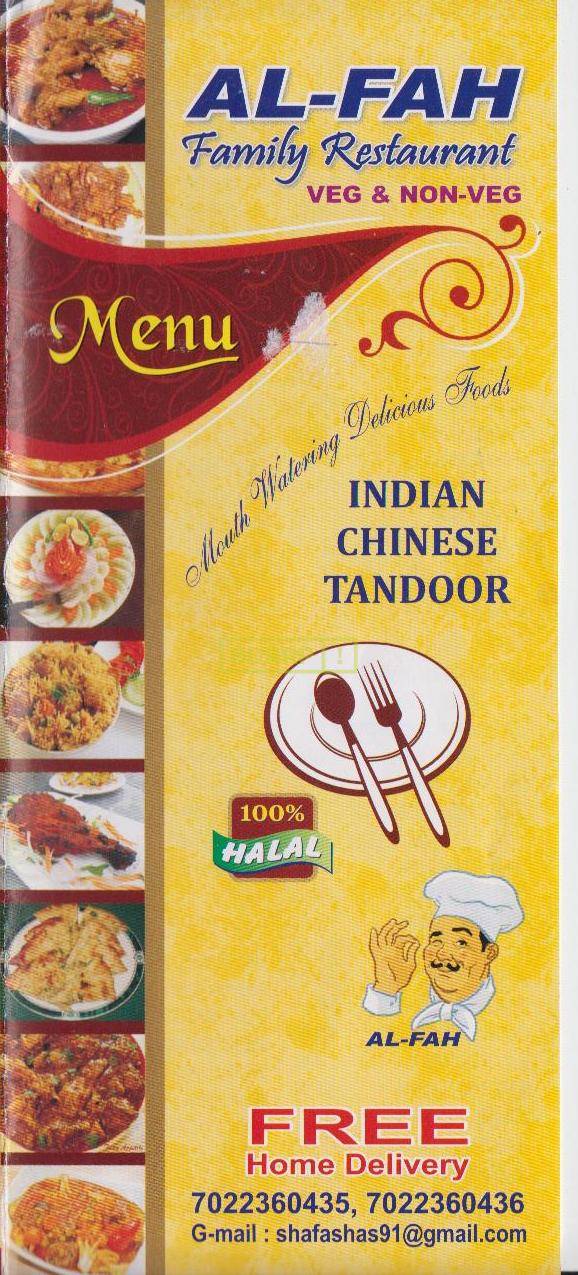 AL-FAH
Family Restaurant
VEG & NON-VEG
Menu
Mouth Watering Delicious Foods
INDIAN
CHINESE
TANDOOR
100%
HALAL
AL-FAH
FREE
Home Delivery
7022360435, 7022360436
G-mail : shafashas91@gmail.com